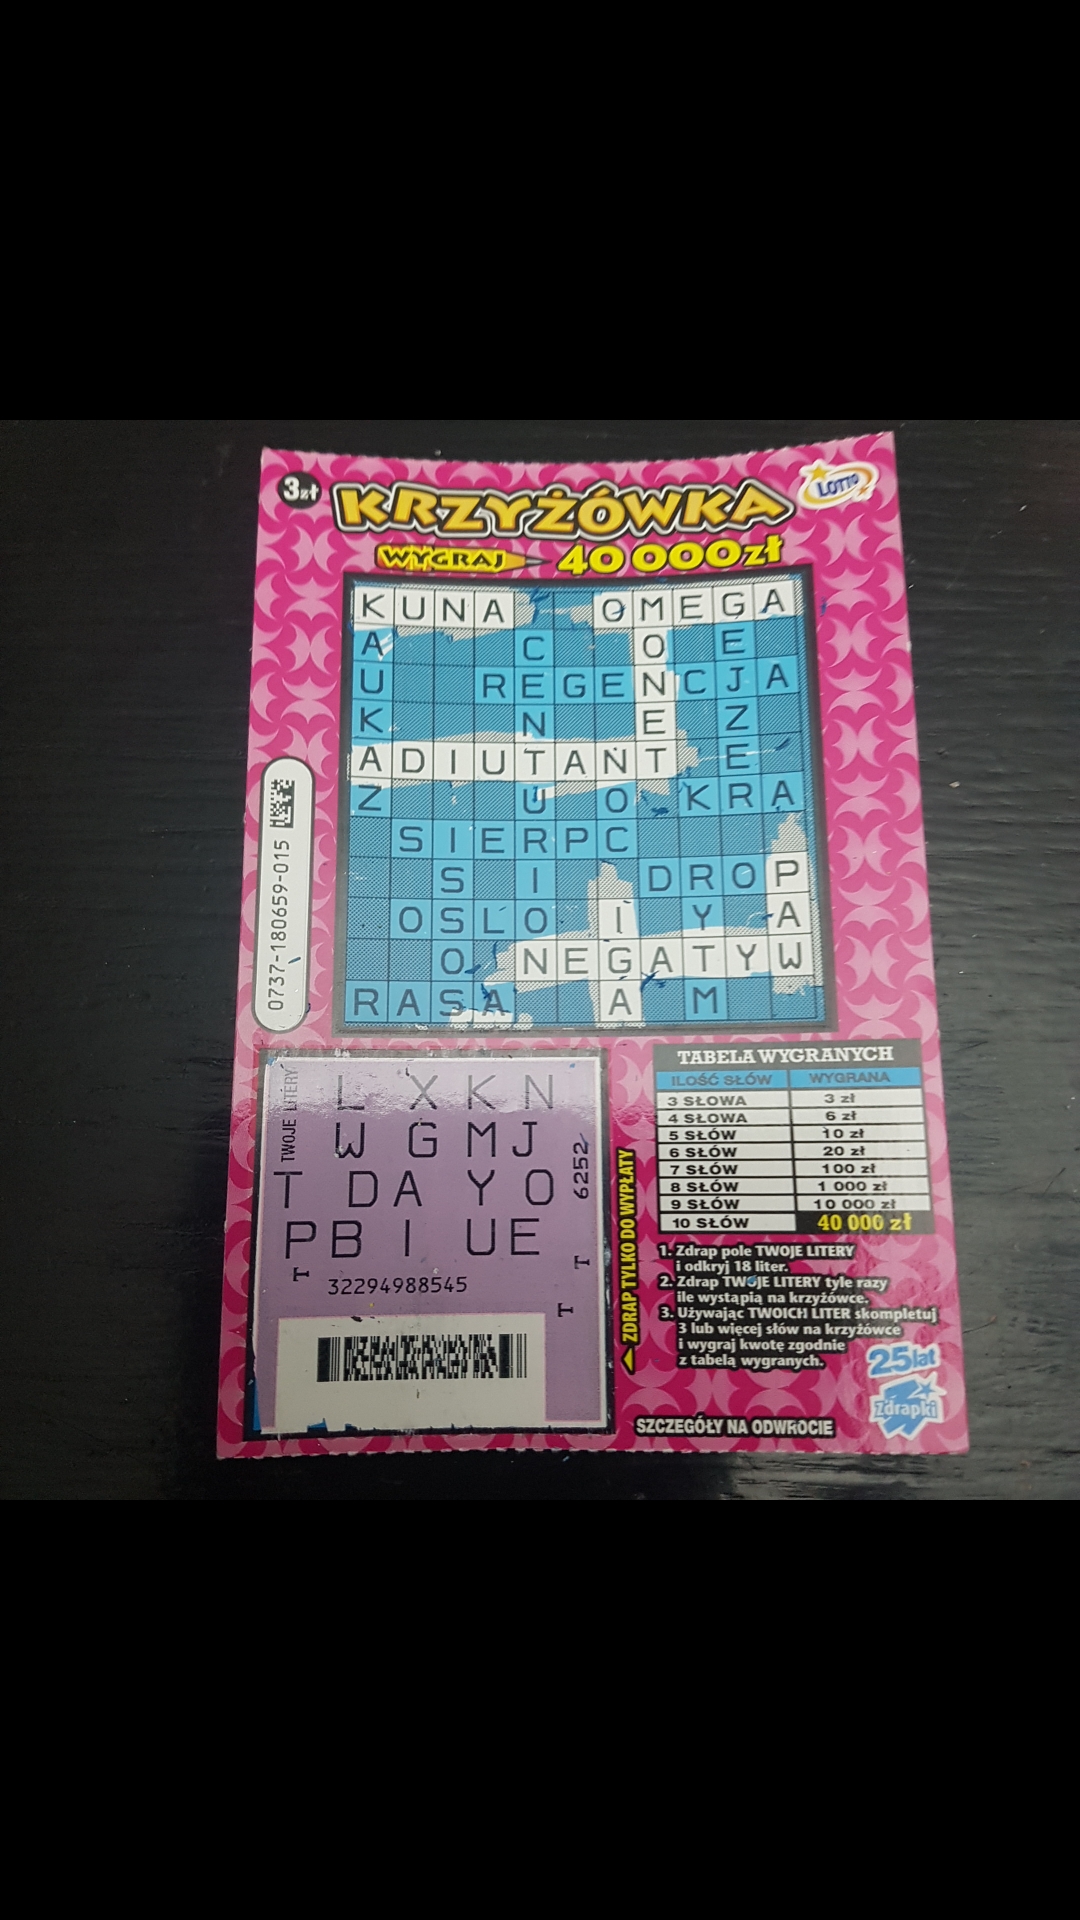 3zł
KRZYŻÓWKA
LOTTO
WYGRAJ 40 000 zł
KUNA OMEGA
A C O E
U REGENCJA
K N E Z
ADIUTANT E
Z U O KRA
SIERPC
S I DROP
OSLO I Y A
O NEGATYW
RASA A M
0737-180659-015
TWOJE LITERY
L X K N
W G M J
T D A Y O
P B I U E
6252
T
T
32294988545
T
ZDRAP TYLKO DO WYPŁATY
TABELA WYGRANYCH
ILOŚĆ SŁÓW WYGRANA
3 SŁOWA 3 zł
4 SŁOWA 6 zł
5 SŁÓW 10 zł
6 SŁÓW 20 zł
7 SŁÓW 100 zł
8 SŁÓW 1 000 zł
9 SŁÓW 10 000 zł
10 SŁÓW 40 000 zł
1. Zdrap pole TWOJE LITERY
i odkryj 18 liter.
2. Zdrap TWOJE LITERY tyle razy
ile wystąpią na krzyżówce.
3. Używając TWOICH LITER skompletuj
3 lub więcej słów na krzyżówce
i wygraj kwotę zgodnie
z tabelą wygranych.
25 lat
Zdrapki
SZCZEGÓŁY NA ODWROCIE